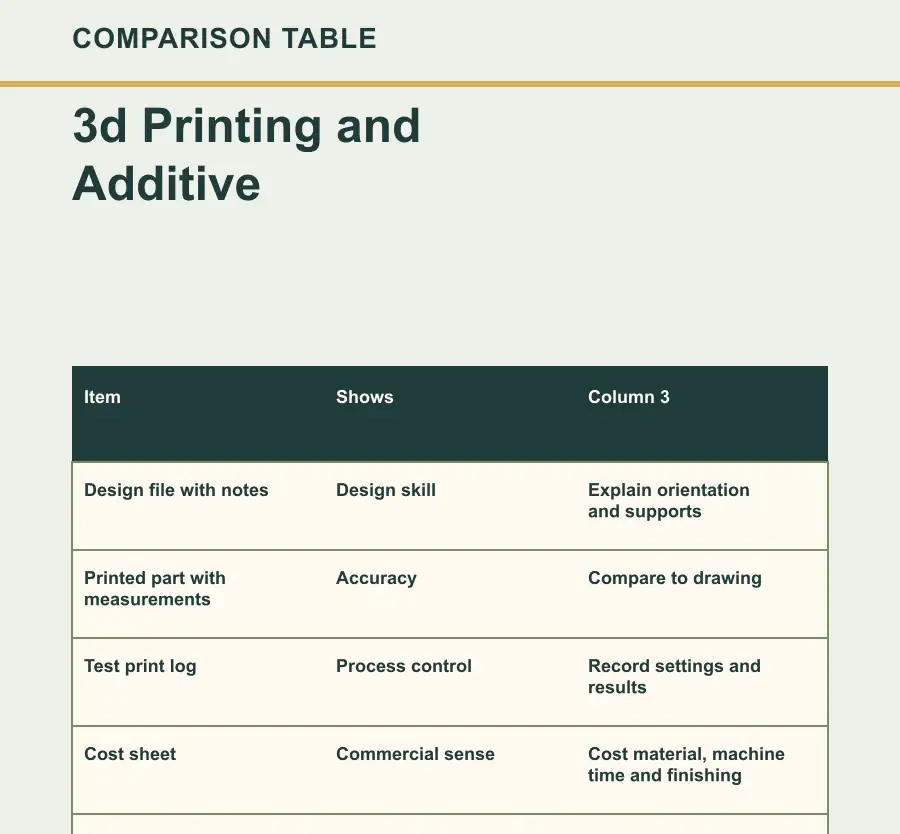 COMPARISON TABLE
3d Printing and
Additive
Item Shows Column 3
Design file with notes Design skill Explain orientation
and supports
Printed part with Accuracy Compare to drawing
measurements
Test print log Process control Record settings and
results
Cost sheet Commercial sense Cost material, machine
time and finishing